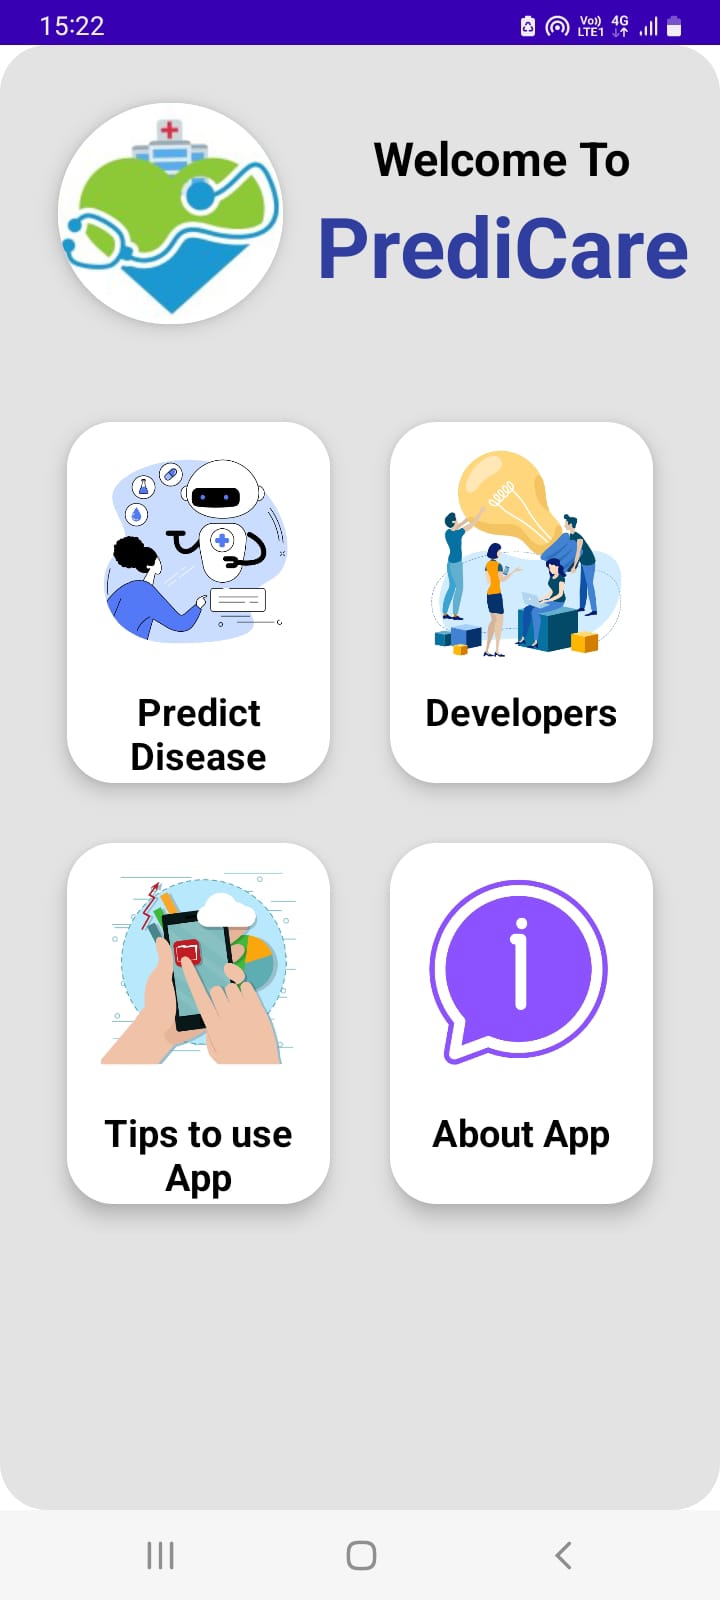 15:22
Vo)) 4G
LTE1
Welcome To
PrediCare
Predict
Disease
Developers
Tips to use
App
About App